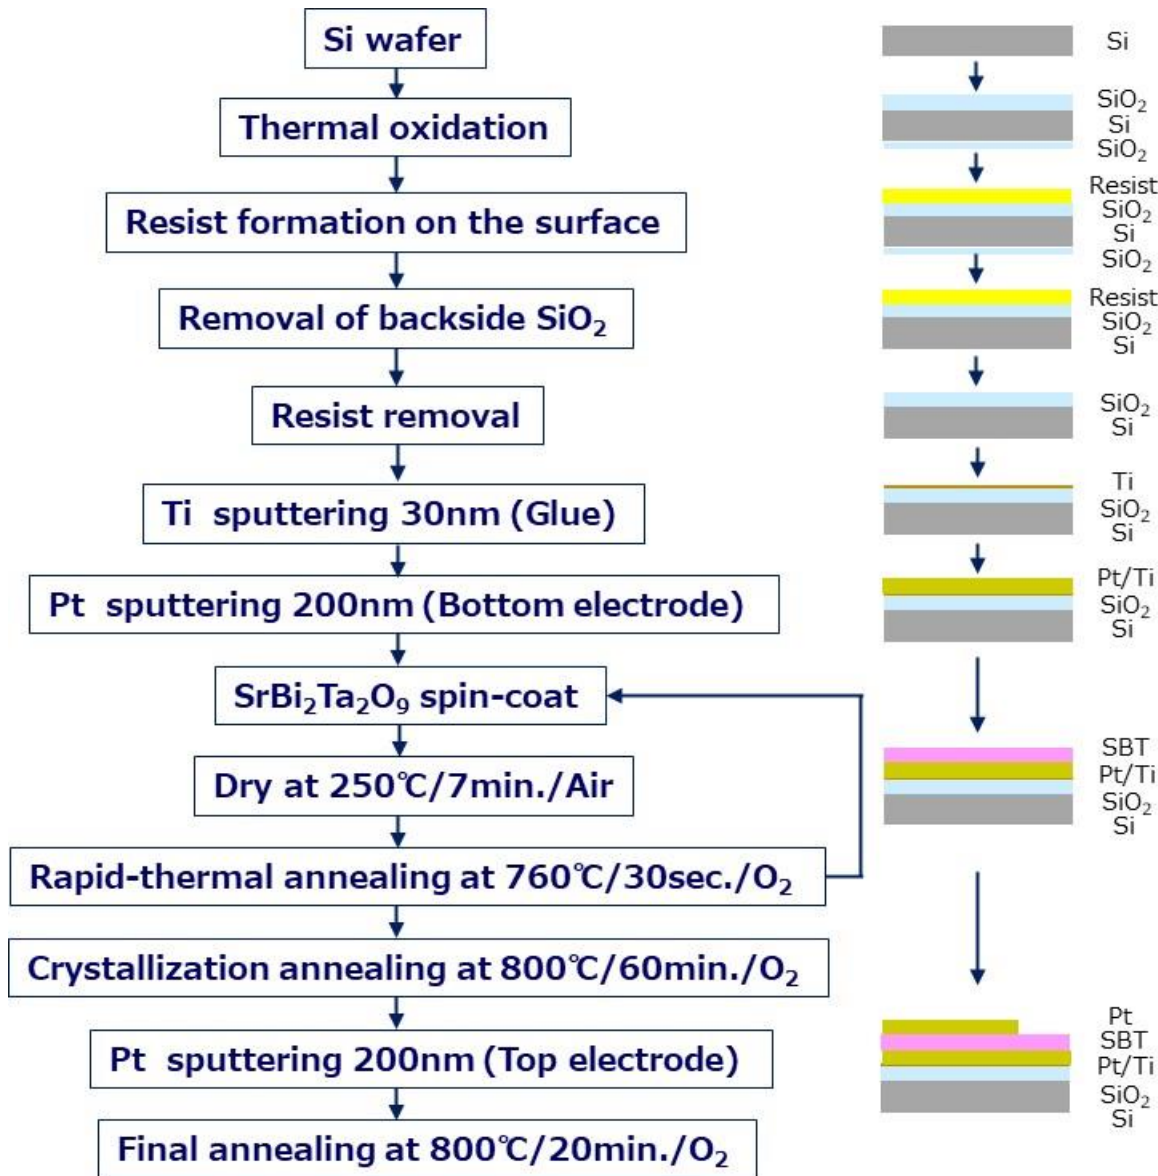 Si wafer
Thermal oxidation
Resist formation on the surface
Removal of backside SiO₂
Resist removal
Ti sputtering 30nm (Glue)
Pt sputtering 200nm (Bottom electrode)
SrBi₂Ta₂O₉ spin-coat
Dry at 250℃/7min./Air
Rapid-thermal annealing at 760℃/30sec./O₂
Crystallization annealing at 800℃/60min./O₂
Pt sputtering 200nm (Top electrode)
Final annealing at 800℃/20min./O₂
Si
SiO₂
Si
SiO₂
Resist
SiO₂
Si
SiO₂
Resist
SiO₂
Si
SiO₂
Si
Ti
SiO₂
Si
Pt/Ti
SiO₂
Si
SBT
Pt/Ti
SiO₂
Si
Pt
SBT
Pt/Ti
SiO₂
Si